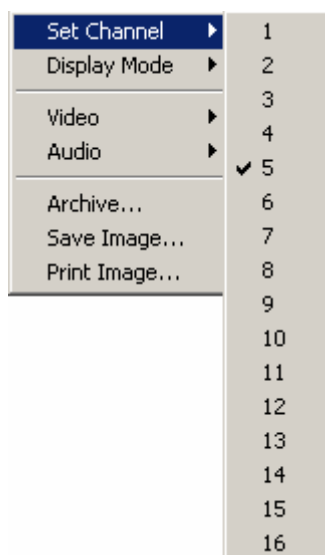 Set Channel
Display Mode
Video
Audio
Archive...
Save Image...
Print Image...
1
2
3
4
5
6
7
8
9
10
11
12
13
14
15
16